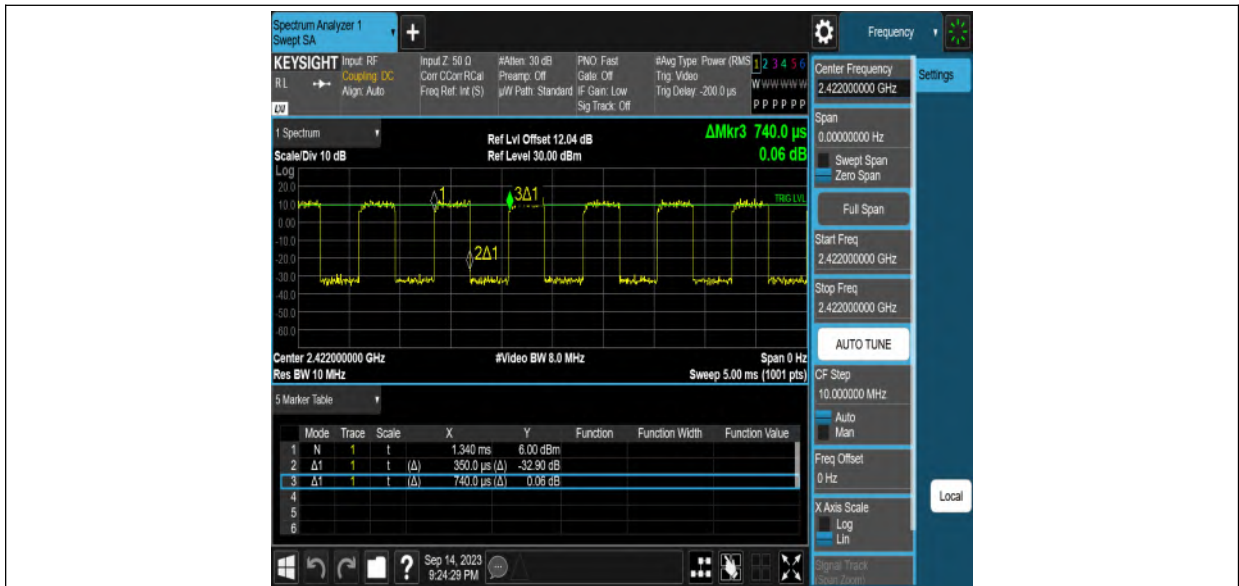 Spectrum Analyzer 1
Swept SA
+
Frequency
KEYSIGHT
RL
LXI
Input: RF
Coupling: DC
Align: Auto
Input Z: 50 Ω
Corr CCorr RCal
Freq Ref: Int (S)
#Atten: 30 dB
Preamp: Off
µW Path: Standard
PNO: Fast
Gate: Off
IF Gain: Low
Sig Track: Off
#Avg Type: Power (RMS
Trig: Video
Trig Delay: -200.0 µs
1 2 3 4 5 6
W W W W W W
P P P P P P
1 Spectrum
Scale/Div 10 dB
Ref Lvl Offset 12.04 dB
Ref Level 30.00 dBm
ΔMkr3 740.0 µs
0.06 dB
Log
20.0
10.0
0.00
-10.0
-20.0
-30.0
-40.0
-50.0
-60.0
1
3Δ1
2Δ1
TRIG LVL
Center 2.422000000 GHz
Res BW 10 MHz
#Video BW 8.0 MHz
Span 0 Hz
Sweep 5.00 ms (1001 pts)
5 Marker Table
Mode Trace Scale X Y Function Function Width Function Value
1 N 1 t 1.340 ms 6.00 dBm
2 Δ1 1 t (Δ) 350.0 µs (Δ) -32.90 dB
3 Δ1 1 t (Δ) 740.0 µs (Δ) 0.06 dB
4
5
6
?
Sep 14, 2023
9:24:29 PM
Center Frequency
2.422000000 GHz
Span
0.00000000 Hz
Swept Span
Zero Span
Full Span
Start Freq
2.422000000 GHz
Stop Freq
2.422000000 GHz
AUTO TUNE
CF Step
10.000000 MHz
Auto
Man
Freq Offset
0 Hz
X Axis Scale
Log
Lin
Signal Track
(Span Zoom)
Settings
Local